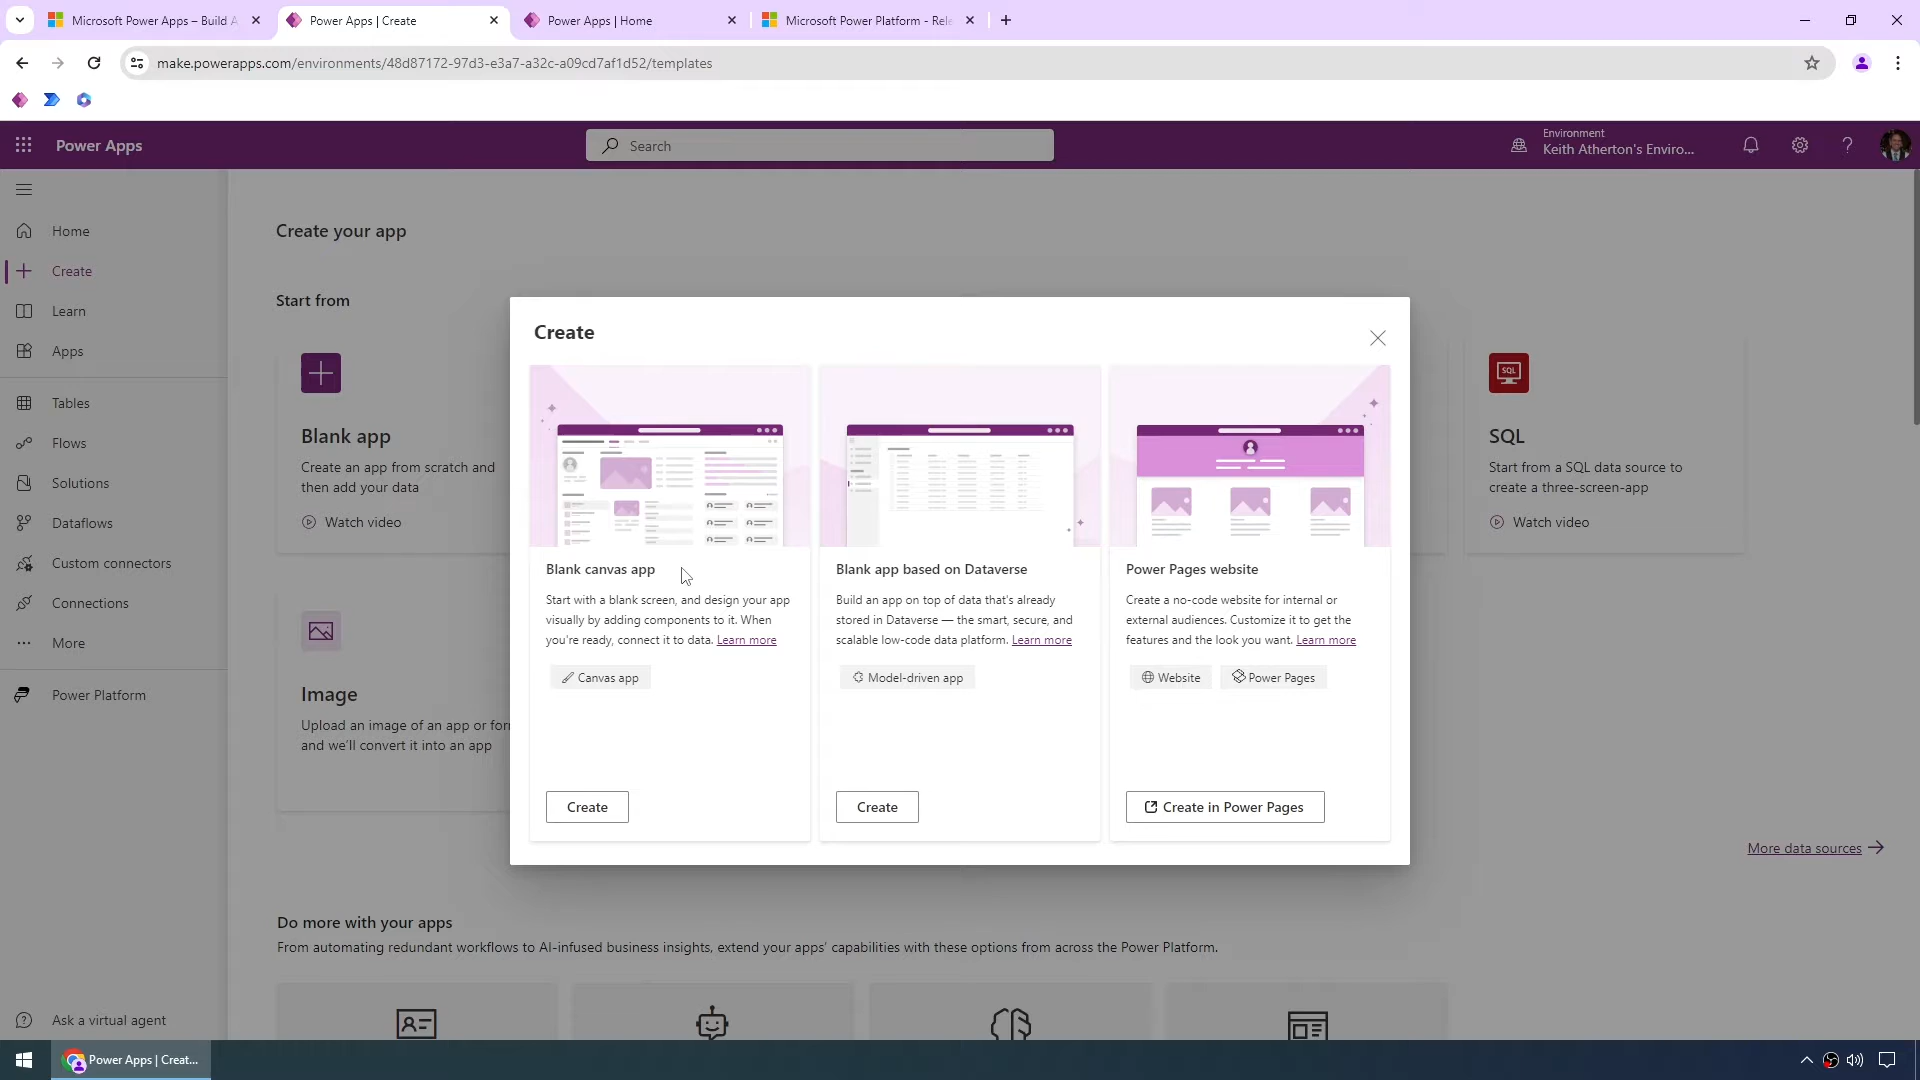 Microsoft Power Apps – Build A
Power Apps | Create
Power Apps | Home
Microsoft Power Platform - Rele
make.powerapps.com/environments/48d87172-97d3-e3a7-a32c-a09cd7af1d52/templates
Power Apps
Search
Environment
Keith Atherton's Enviro...
Home
Create
Learn
Apps
Tables
Flows
Solutions
Dataflows
Custom connectors
Connections
More
Power Platform
Ask a virtual agent
Create your app
Start from
Blank app
Create an app from scratch and
then add your data
Watch video
SQL
SQL
Start from a SQL data source to
create a three-screen-app
Watch video
Image
Upload an image of an app or for
and we'll convert it into an app
Create
Blank canvas app
Start with a blank screen, and design your app
visually by adding components to it. When
you're ready, connect it to data. Learn more
Canvas app
Create
Blank app based on Dataverse
Build an app on top of data that's already
stored in Dataverse — the smart, secure, and
scalable low-code data platform. Learn more
Model-driven app
Create
Power Pages website
Create a no-code website for internal or
external audiences. Customize it to get the
features and the look you want. Learn more
Website
Power Pages
Create in Power Pages
More data sources
Do more with your apps
From automating redundant workflows to AI-infused business insights, extend your apps' capabilities with these options from across the Power Platform.
Power Apps | Creat...